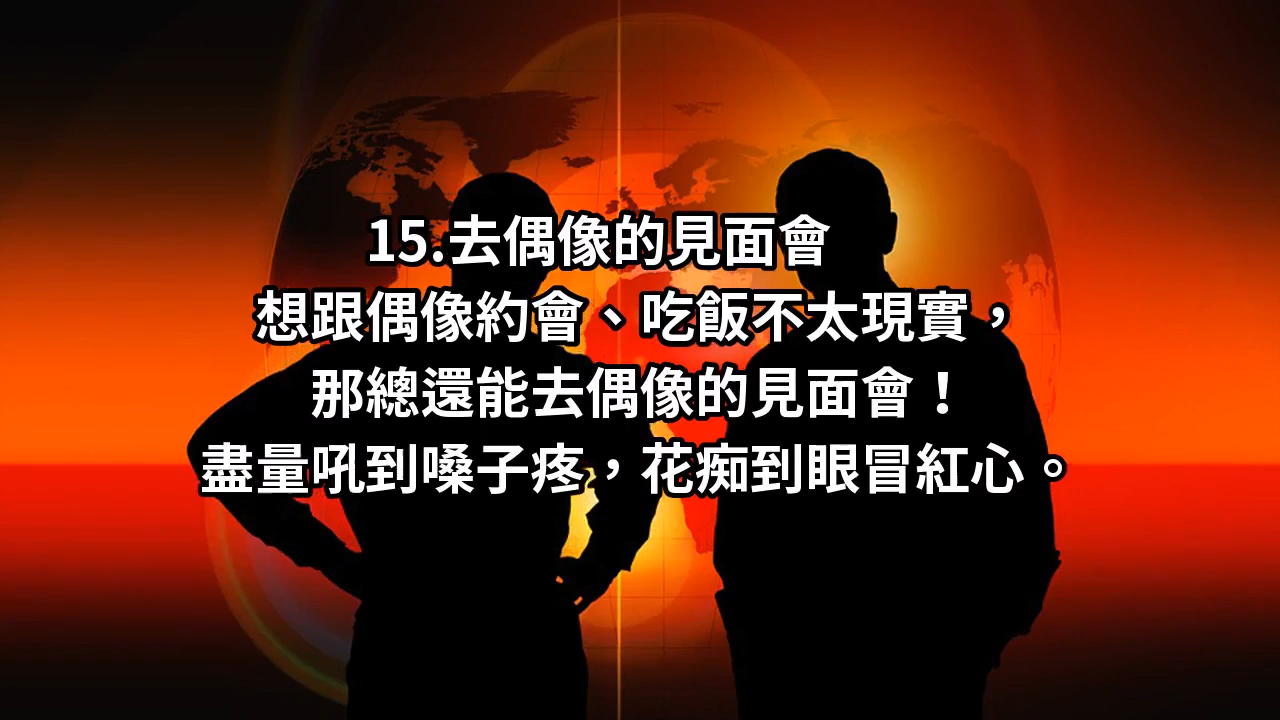 15.去偶像的見面會
想跟偶像約會、吃飯不太現實，
那總還能去偶像的見面會！
盡量吼到嗓子疼，花痴到眼冒紅心。